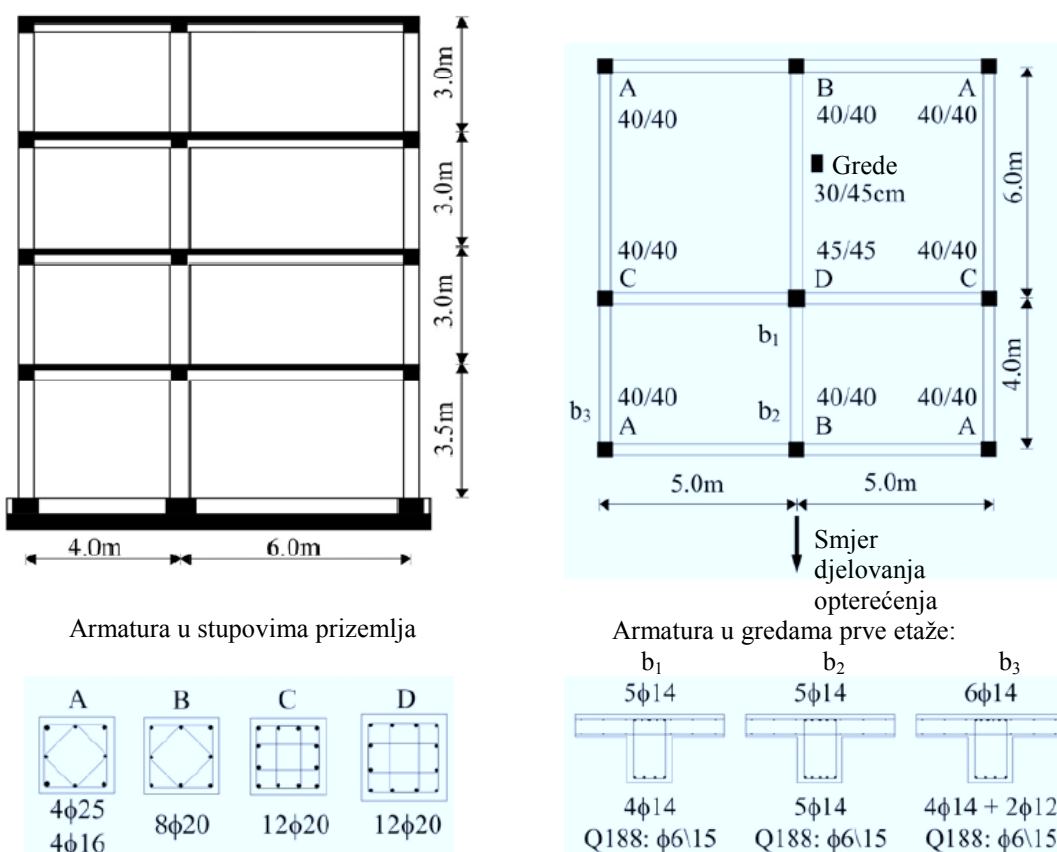 3.0m
3.0m
3.0m
3.5m
4.0m
6.0m
A
B
A
40/40
40/40
40/40
Grede
30/45cm
6.0m
40/40
45/45
40/40
C
D
C
b₁
4.0m
40/40
40/40
40/40
b₃
A
b₂
B
A
5.0m
5.0m
Smjer
djelovanja
opterećenja
Armatura u stupovima prizemlja
A
B
C
D
4ϕ25
4ϕ16
8ϕ20
12ϕ20
12ϕ20
Armatura u gredama prve etaže:
b₁
b₂
b₃
5ϕ14
5ϕ14
6ϕ14
4ϕ14
5ϕ14
4ϕ14 + 2ϕ12
Q188: ϕ6\15
Q188: ϕ6\15
Q188: ϕ6\15